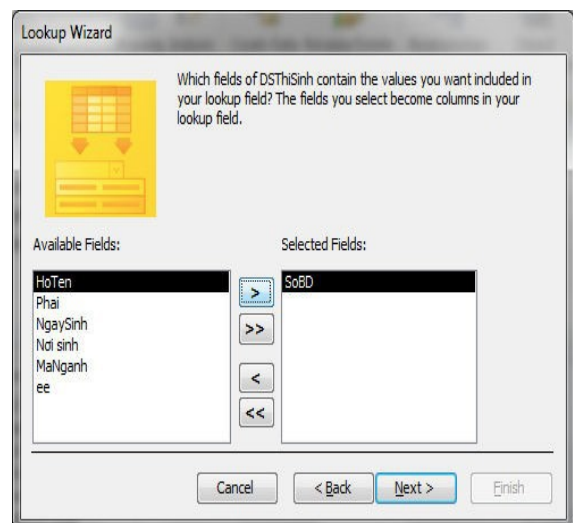 Lookup Wizard
Which fields of DSThiSinh contain the values you want included in
your lookup field? The fields you select become columns in your
lookup field.
Available Fields:
Selected Fields:
HoTen
Phai
NgaySinh
Nơi sinh
MaNganh
ee
>
>>
<
<<
SoBD
Cancel
< Back
Next >
Finish